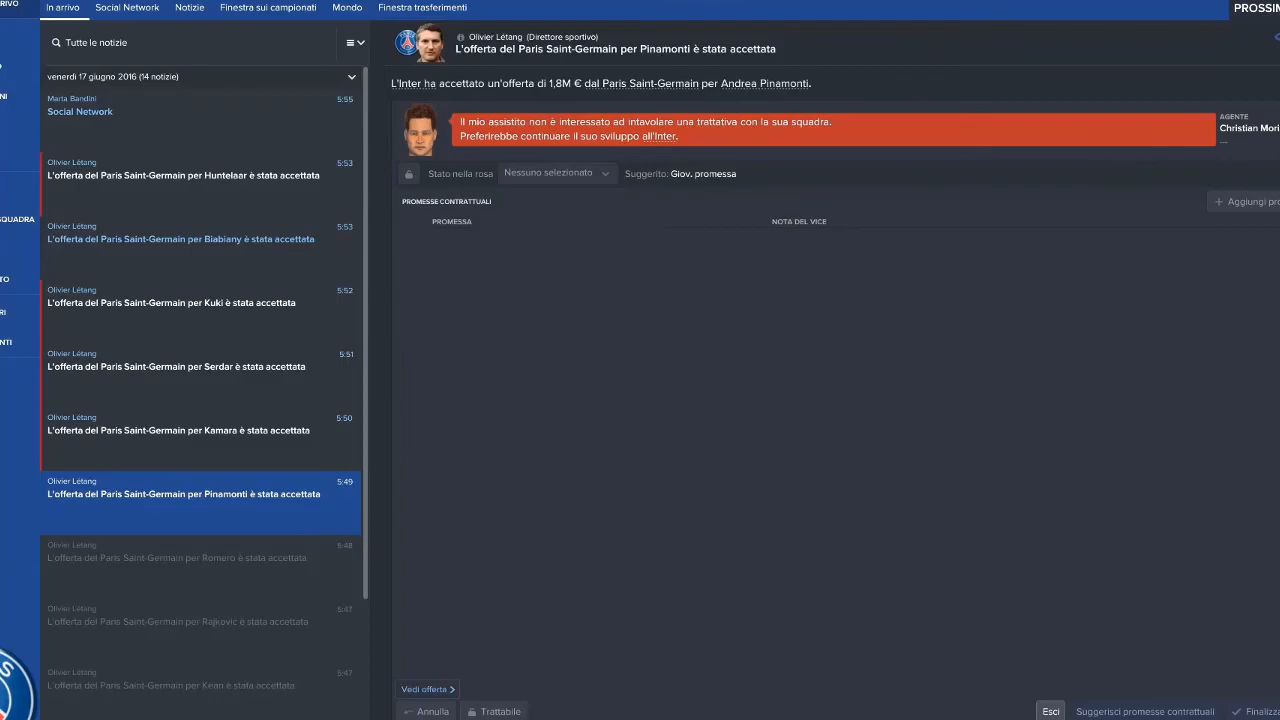 RIVO
In arrivo
Social Network
Notizie
Finestra sui campionati
Mondo
Finestra trasferimenti
PROSSIM
Tutte le notizie
venerdì 17 giugno 2016 (14 notizie)
Marta Bandini
5:55
Social Network
Olivier Létang
5:53
L'offerta del Paris Saint-Germain per Huntelaar è stata accettata
Olivier Létang
5:53
L'offerta del Paris Saint-Germain per Biabiany è stata accettata
Olivier Létang
5:52
L'offerta del Paris Saint-Germain per Kuki è stata accettata
Olivier Létang
5:51
L'offerta del Paris Saint-Germain per Serdar è stata accettata
Olivier Létang
5:50
L'offerta del Paris Saint-Germain per Kamara è stata accettata
Olivier Létang
5:49
L'offerta del Paris Saint-Germain per Pinamonti è stata accettata
Olivier Létang
5:48
L'offerta del Paris Saint-Germain per Romero è stata accettata
Olivier Létang
5:47
L'offerta del Paris Saint-Germain per Rajkovic è stata accettata
Olivier Létang
5:47
L'offerta del Paris Saint-Germain per Kean è stata accettata
NI
SQUADRA
TO
RI
NTI
Olivier Létang (Direttore sportivo)
L'offerta del Paris Saint-Germain per Pinamonti è stata accettata
L'Inter ha accettato un'offerta di 1,8M € dal Paris Saint-Germain per Andrea Pinamonti.
Il mio assistito non è interessato ad intavolare una trattativa con la sua squadra.
Preferirebbe continuare il suo sviluppo all'Inter.
AGENTE
Christian Mori
---
Stato nella rosa
Nessuno selezionato
Suggerito: Giov. promessa
PROMESSE CONTRATTUALI
+ Aggiungi pro
PROMESSA
NOTA DEL VICE
Vedi offerta
Annulla
Trattabile
Esci
Suggerisci promesse contrattuali
Finalizza